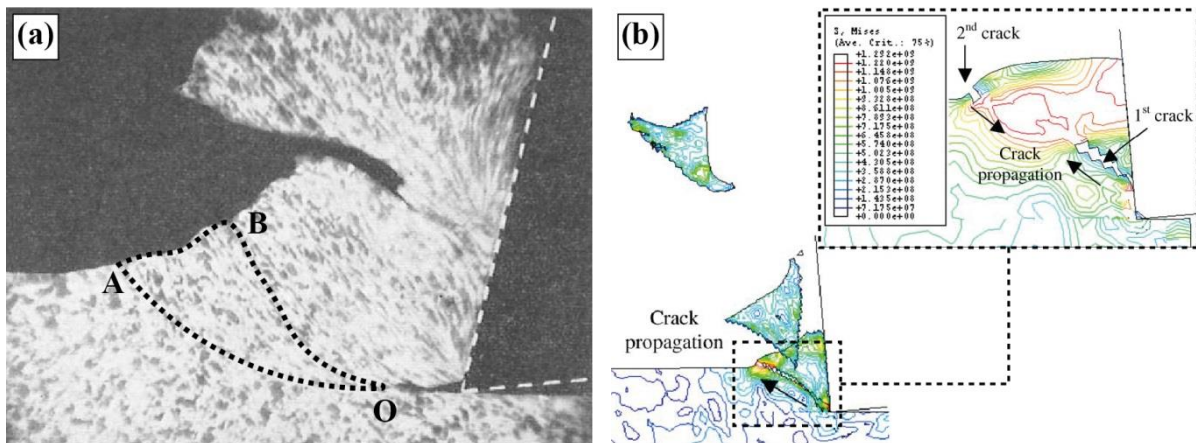 (a)
B
A
O
(b)
S, Mises
(Ave. Crit.: 75%)
+1.292e+09
+1.220e+09
+1.148e+09
+1.076e+09
+1.005e+09
+9.328e+08
+8.611e+08
+7.893e+08
+7.175e+08
+6.458e+08
+5.740e+08
+5.023e+08
+4.305e+08
+3.588e+08
+2.870e+08
+2.153e+08
+1.435e+08
+7.175e+07
+0.000e+00
2nd crack
1st crack
Crack
propagation
Crack
propagation